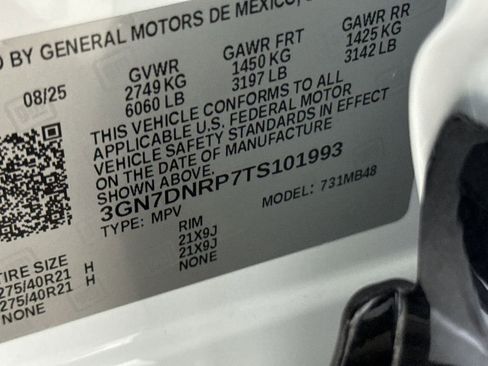 D BY GENERAL MOTORS DE MEXICO,
08/25 GVWR GAWR FRT GAWR RR
2749 KG 1450 KG 1425 KG
6060 LB 3197 LB 3142 LB
THIS VEHICLE CONFORMS TO ALL
APPLICABLE U.S. FEDERAL MOTOR
VEHICLE SAFETY STANDARDS IN EFFECT
ON THE DATE OF MANUFACTURE
SHOWN ABOVE.
3GN7DNRP7TS101993
TYPE: MPV MODEL: 731MB48
TIRE SIZE RIM
275/40R21 H 21X9J
275/40R21 H 21X9J
NONE NONE